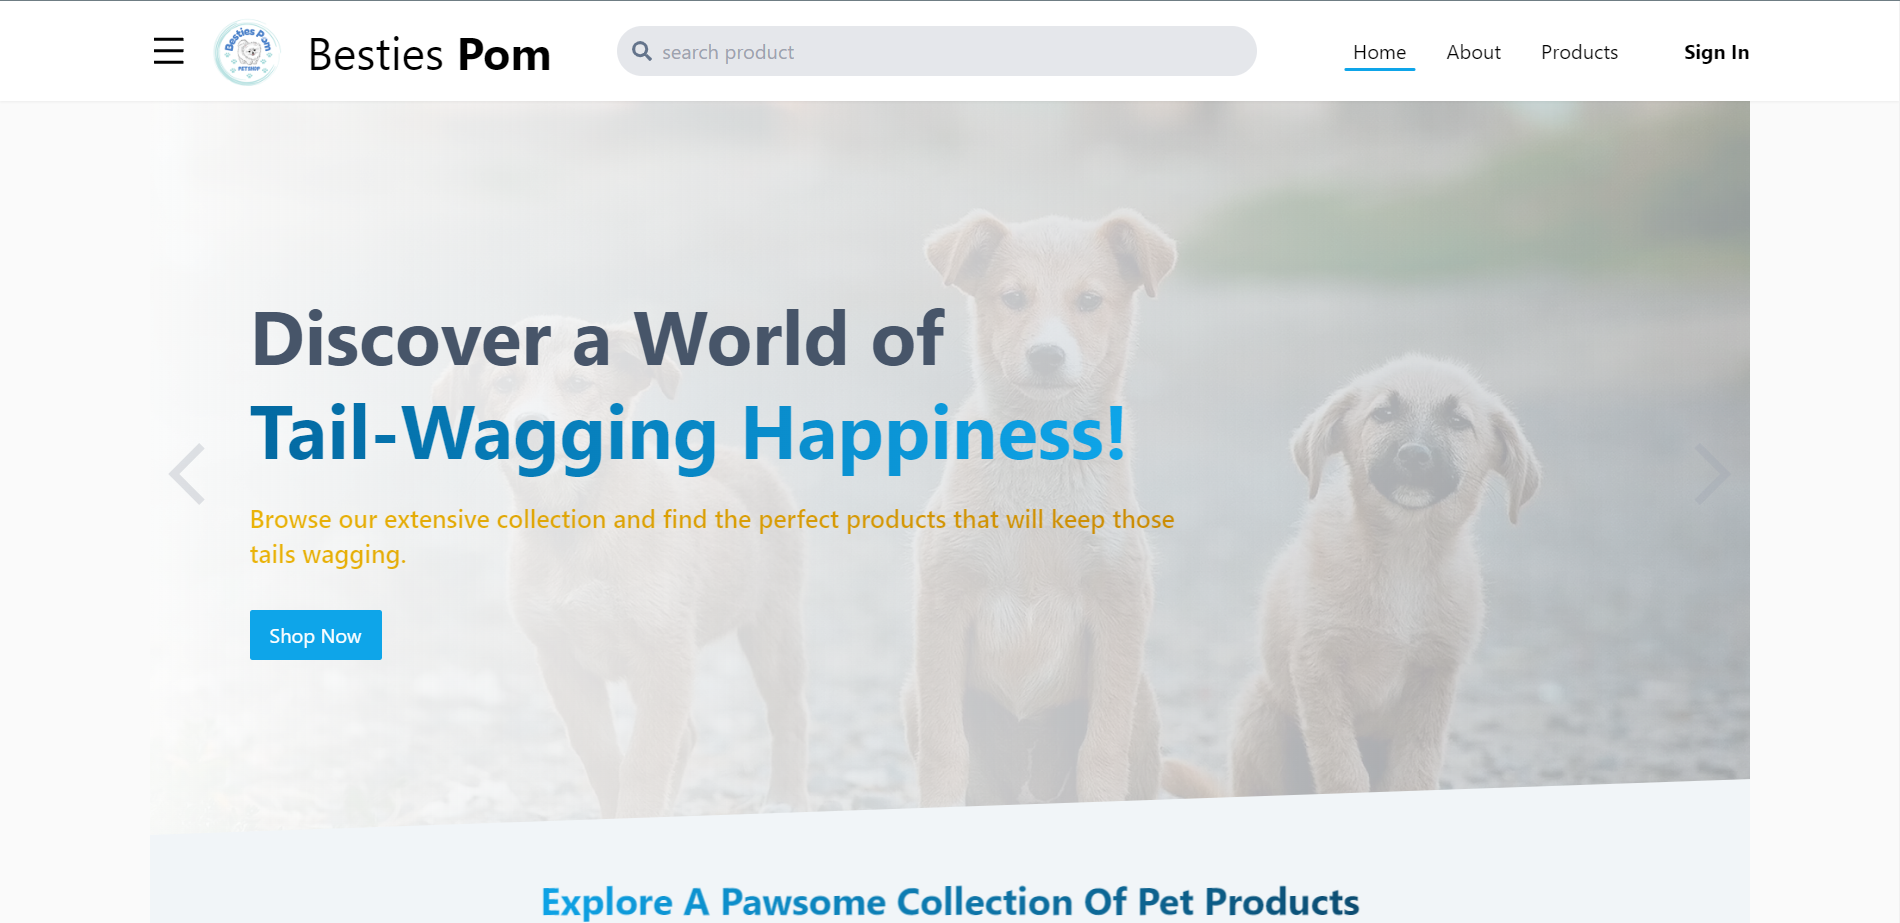 Besties Pom
PET SHOP
Besties Pom
search product
Home
About
Products
Sign In
Discover a World of
Tail-Wagging Happiness!
Browse our extensive collection and find the perfect products that will keep those
tails wagging.
Shop Now
Explore A Pawsome Collection Of Pet Products